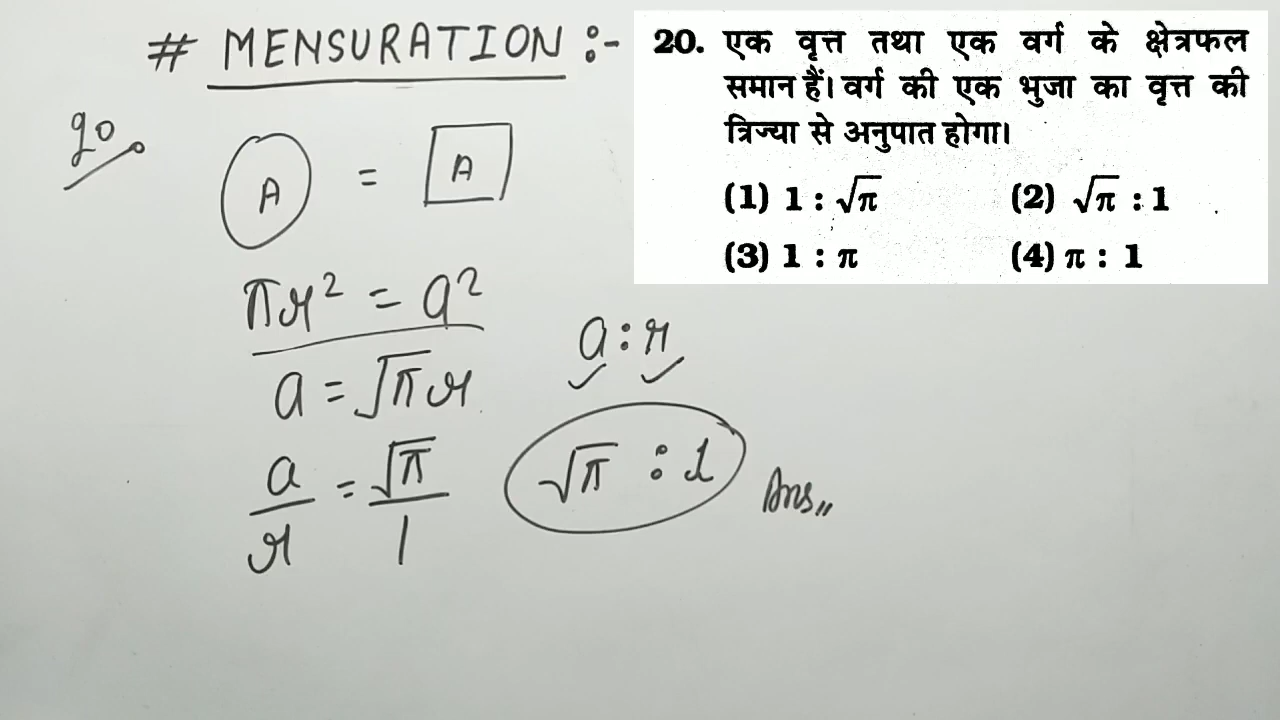 # MENSURATION :-
20. एक वृत्त तथा एक वर्ग के क्षेत्रफल
समान हैं। वर्ग की एक भुजा का वृत्त की
त्रिज्या से अनुपात होगा।
(1) 1 : √π (2) √π : 1
(3) 1 : π (4) π : 1
20
A = A
πr² = a²
a = √π r
a : r
a/r = √π/1
√π : 1 Ans,,